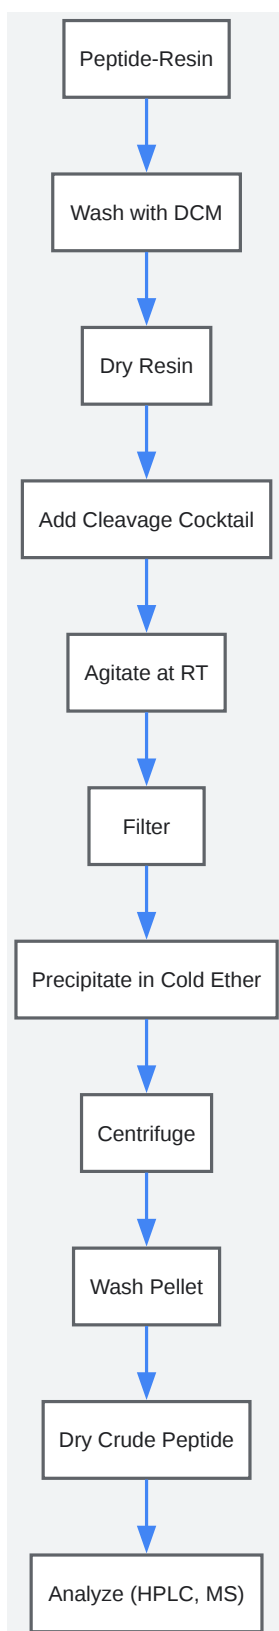 Peptide-Resin
Wash with DCM
Dry Resin
Add Cleavage Cocktail
Agitate at RT
Filter
Precipitate in Cold Ether
Centrifuge
Wash Pellet
Dry Crude Peptide
Analyze (HPLC, MS)